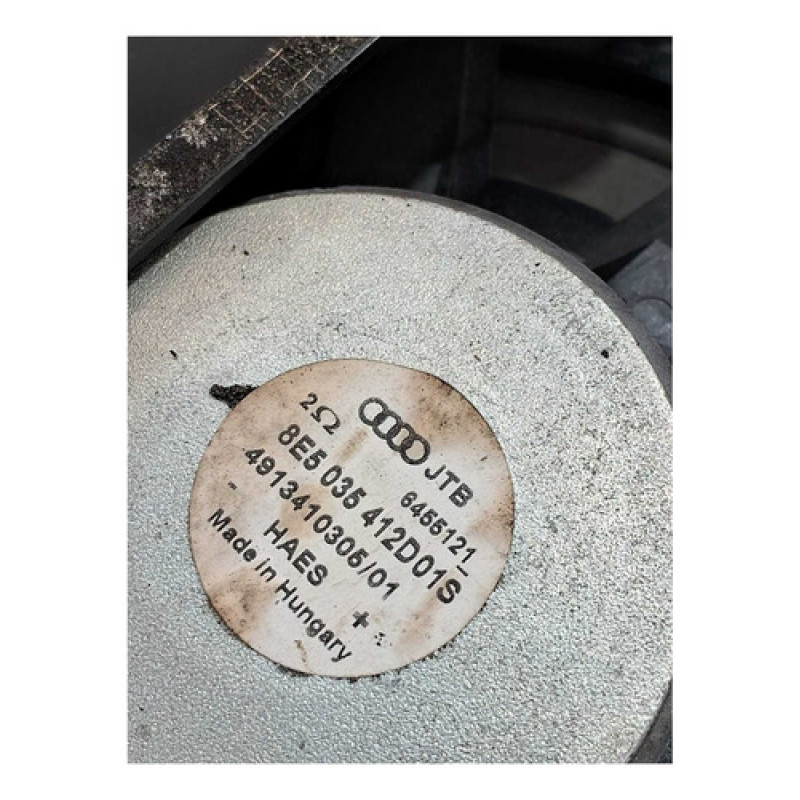 2Ω JTB
6455121
8E5 035 412D01S
4913410305/01
- HAES +
Made in Hungary